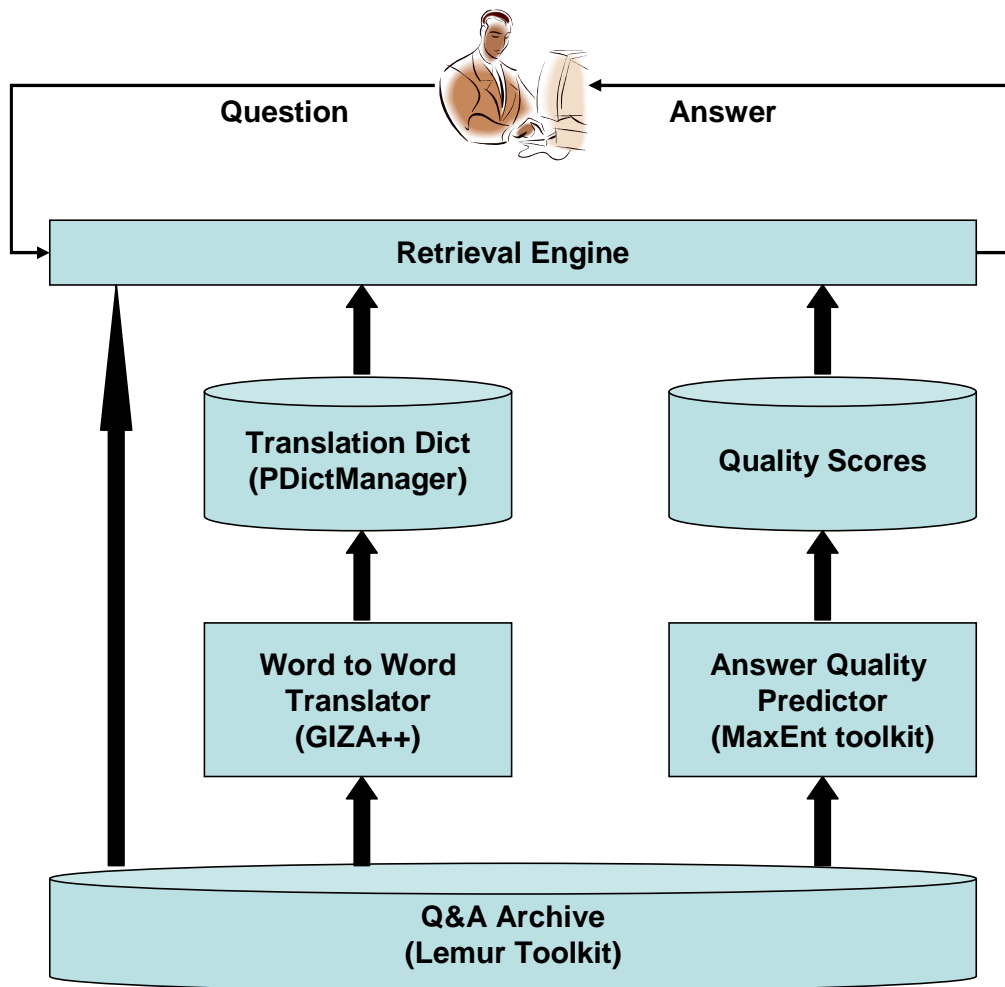 Question
Answer
Retrieval Engine
Translation Dict
(PDictManager)
Quality Scores
Word to Word
Translator
(GIZA++)
Answer Quality
Predictor
(MaxEnt toolkit)
Q&A Archive
(Lemur Toolkit)